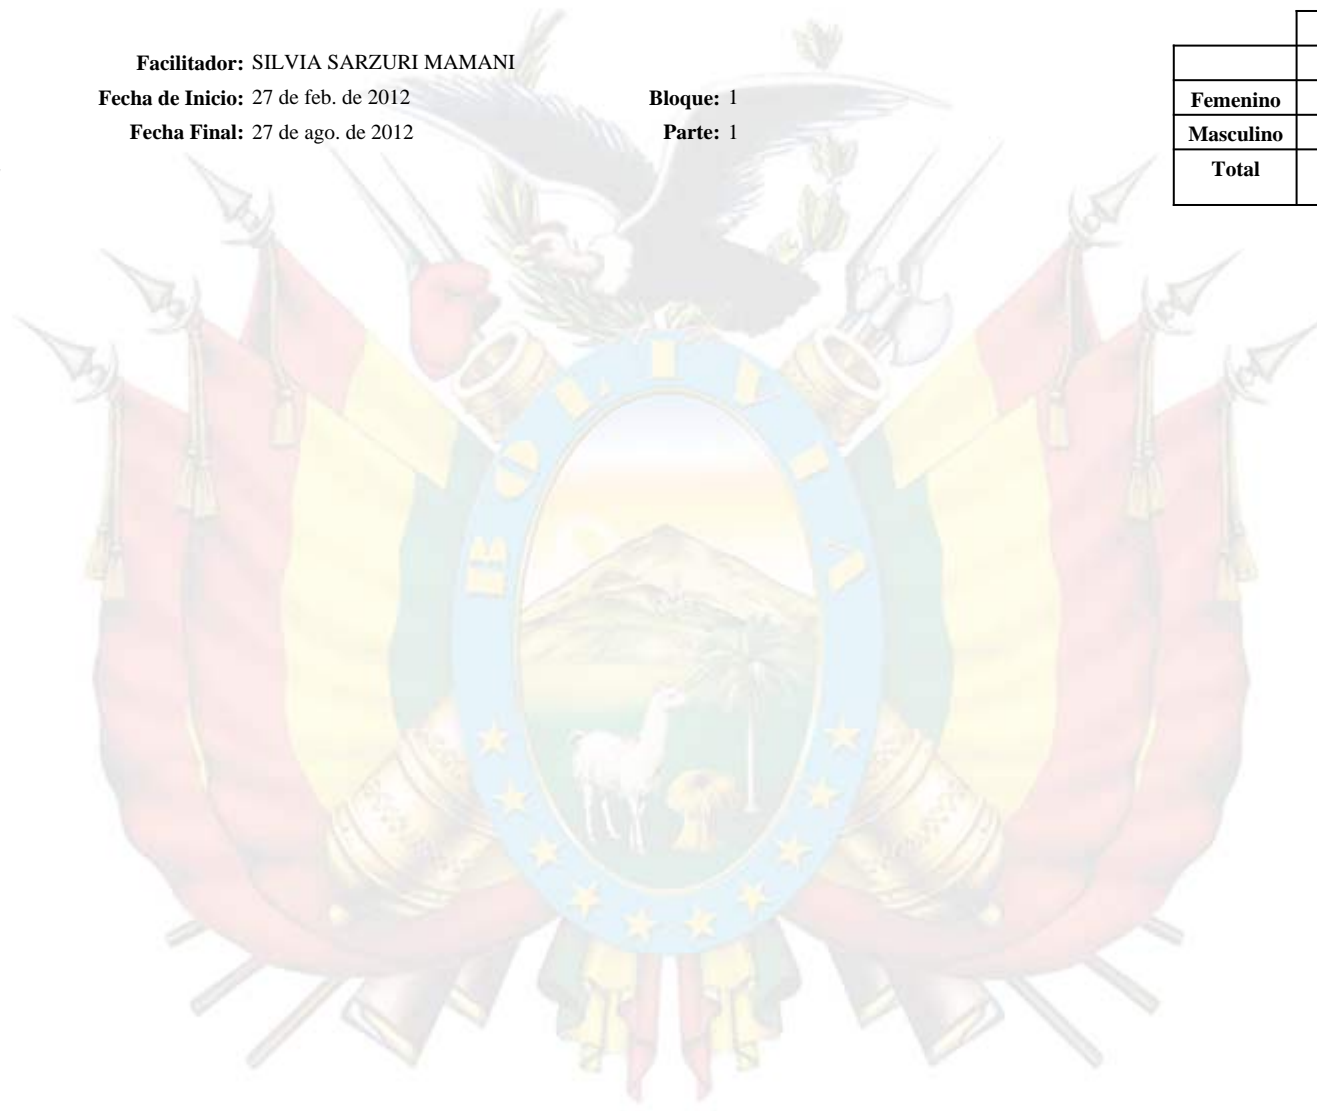 Facilitador: SILVIA SARZURI MAMANI
Fecha de Inicio: 27 de feb. de 2012 Bloque: 1
Fecha Final: 27 de ago. de 2012 Parte: 1
Femenino
Masculino
Total
BOLIVIA